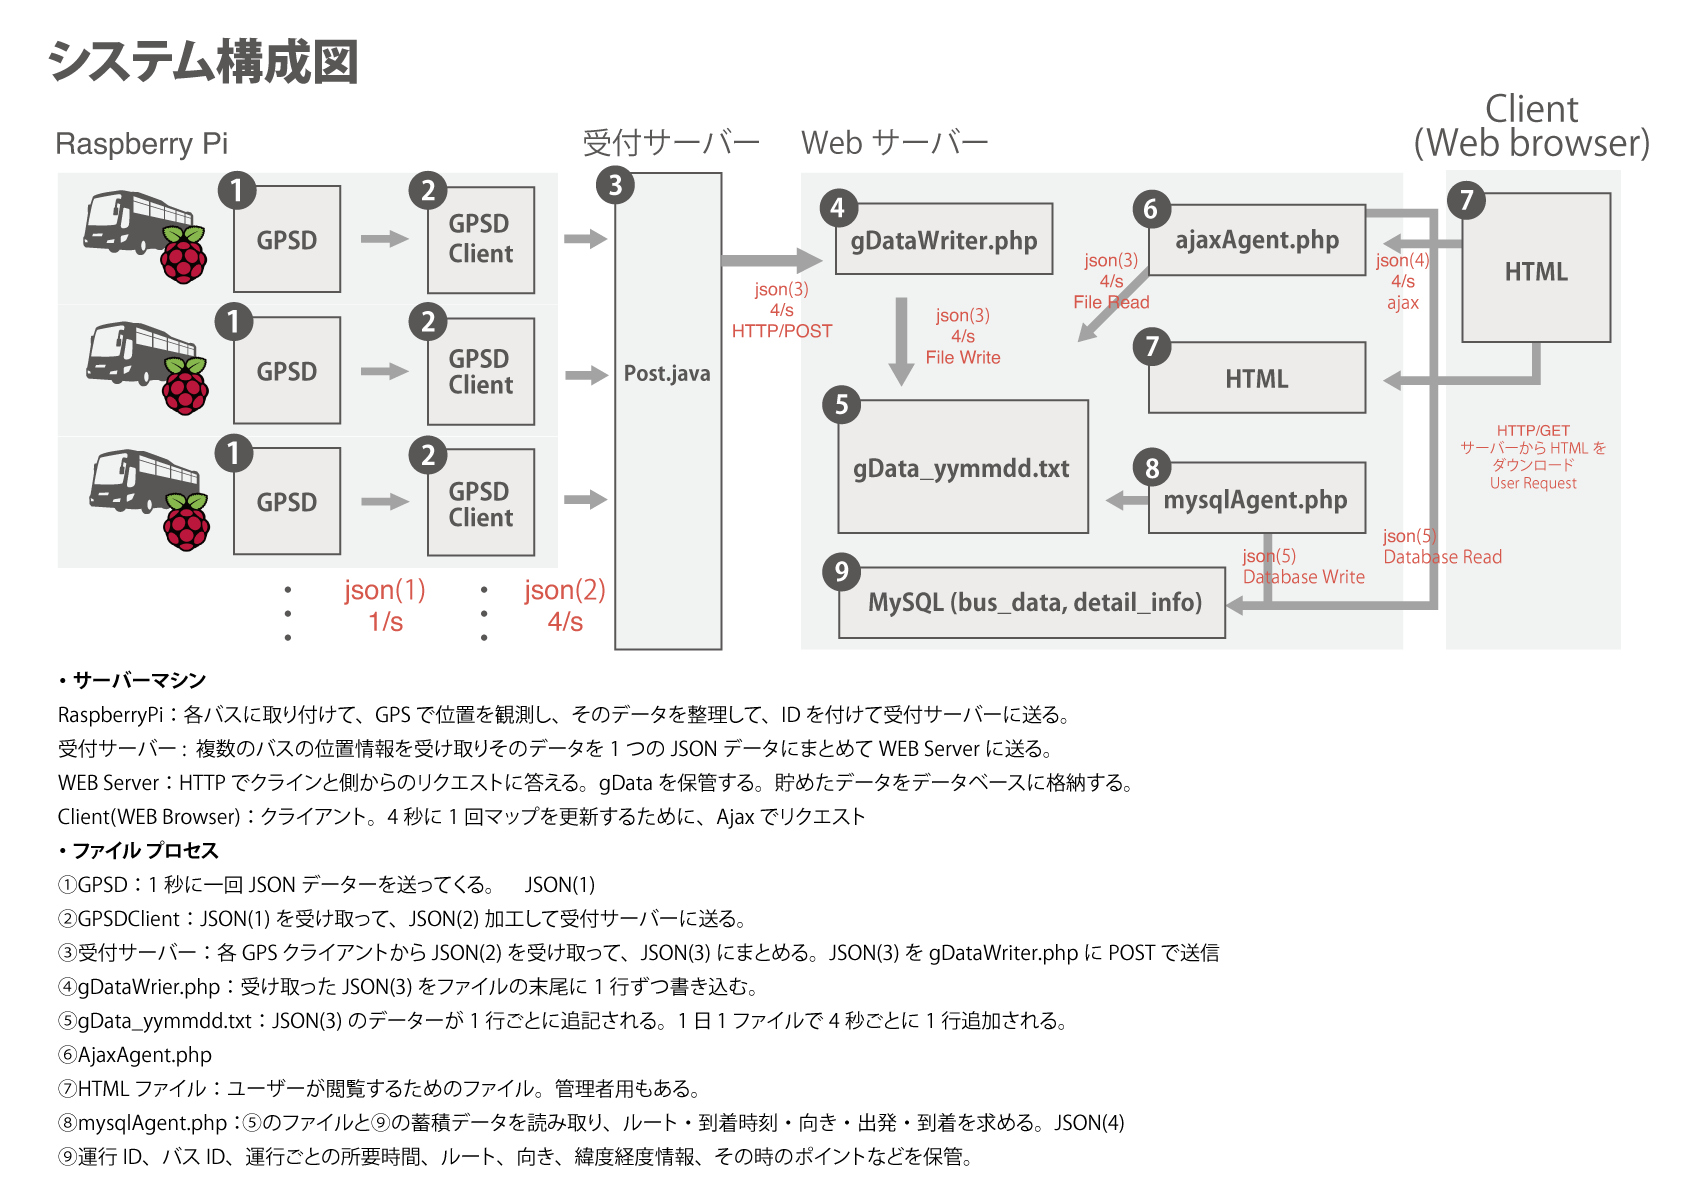 システム構成図
Raspberry Pi
受付サーバー
Web サーバー
Client
(Web browser)
1
GPSD
2
GPSD
Client
1
GPSD
2
GPSD
Client
1
GPSD
2
GPSD
Client
json(1)
1/s
json(2)
4/s
3
Post.java
json(3)
4/s
HTTP/POST
4
gDataWriter.php
json(3)
4/s
File Write
5
gData_yymmdd.txt
6
ajaxAgent.php
json(3)
4/s
File Read
7
HTML
8
mysqlAgent.php
json(5)
Database Write
json(5)
Database Read
9
MySQL (bus_data, detail_info)
7
HTML
json(4)
4/s
ajax
HTTP/GET
サーバーから HTML を
ダウンロード
User Request
・サーバーマシン
RaspberryPi：各バスに取り付けて、GPS で位置を観測し、そのデータを整理して、ID を付けて受付サーバーに送る。
受付サーバー : 複数のバスの位置情報を受け取りそのデータを 1 つの JSON データにまとめて WEB Server に送る。
WEB Server：HTTP でクラインと側からのリクエストに答える。gData を保管する。貯めたデータをデータベースに格納する。
Client(WEB Browser)：クライアント。4 秒に 1 回マップを更新するために、Ajax でリクエスト
・ファイル プロセス
①GPSD：1 秒に一回 JSON データーを送ってくる。　JSON(1)
②GPSDClient：JSON(1) を受け取って、JSON(2) 加工して受付サーバーに送る。
③受付サーバー：各 GPS クライアントから JSON(2) を受け取って、JSON(3) にまとめる。JSON(3) を gDataWriter.php に POST で送信
④gDataWrier.php：受け取った JSON(3) をファイルの末尾に 1 行ずつ書き込む。
⑤gData_yymmdd.txt：JSON(3) のデーターが 1 行ごとに追記される。1 日 1 ファイルで 4 秒ごとに 1 行追加される。
⑥AjaxAgent.php
⑦HTML ファイル：ユーザーが閲覧するためのファイル。管理者用もある。
⑧mysqlAgent.php：⑤のファイルと⑨の蓄積データを読み取り、ルート・到着時刻・向き・出発・到着を求める。JSON(4)
⑨運行 ID、バス ID、運行ごとの所要時間、ルート、向き、緯度経度情報、その時のポイントなどを保管。